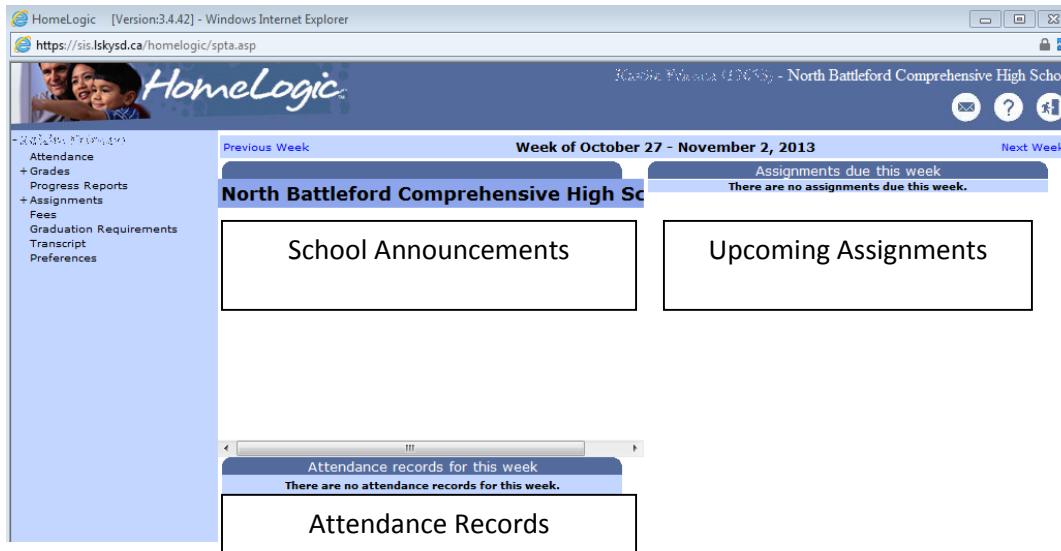 HomeLogic [Version:3.4.42] - Windows Internet Explorer
https://sis.lskysd.ca/homelogic/spta.asp
HomeLogic
- North Battleford Comprehensive High Scho
Attendance
+ Grades
Progress Reports
+ Assignments
Fees
Graduation Requirements
Transcript
Preferences
Previous Week Week of October 27 - November 2, 2013 Next Week
North Battleford Comprehensive High Sc
School Announcements
Assignments due this week
There are no assignments due this week.
Upcoming Assignments
Attendance records for this week
There are no attendance records for this week.
Attendance Records